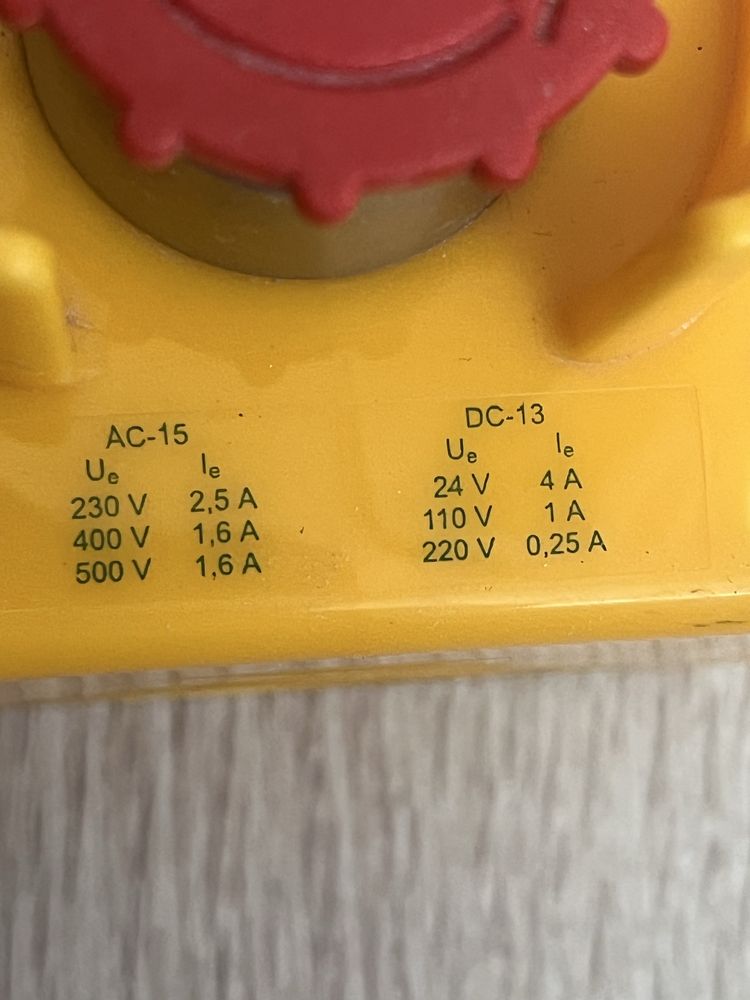 AC-15
Ue Ie
230 V 2,5 A
400 V 1,6 A
500 V 1,6 A
DC-13
Ue Ie
24 V 4 A
110 V 1 A
220 V 0,25 A